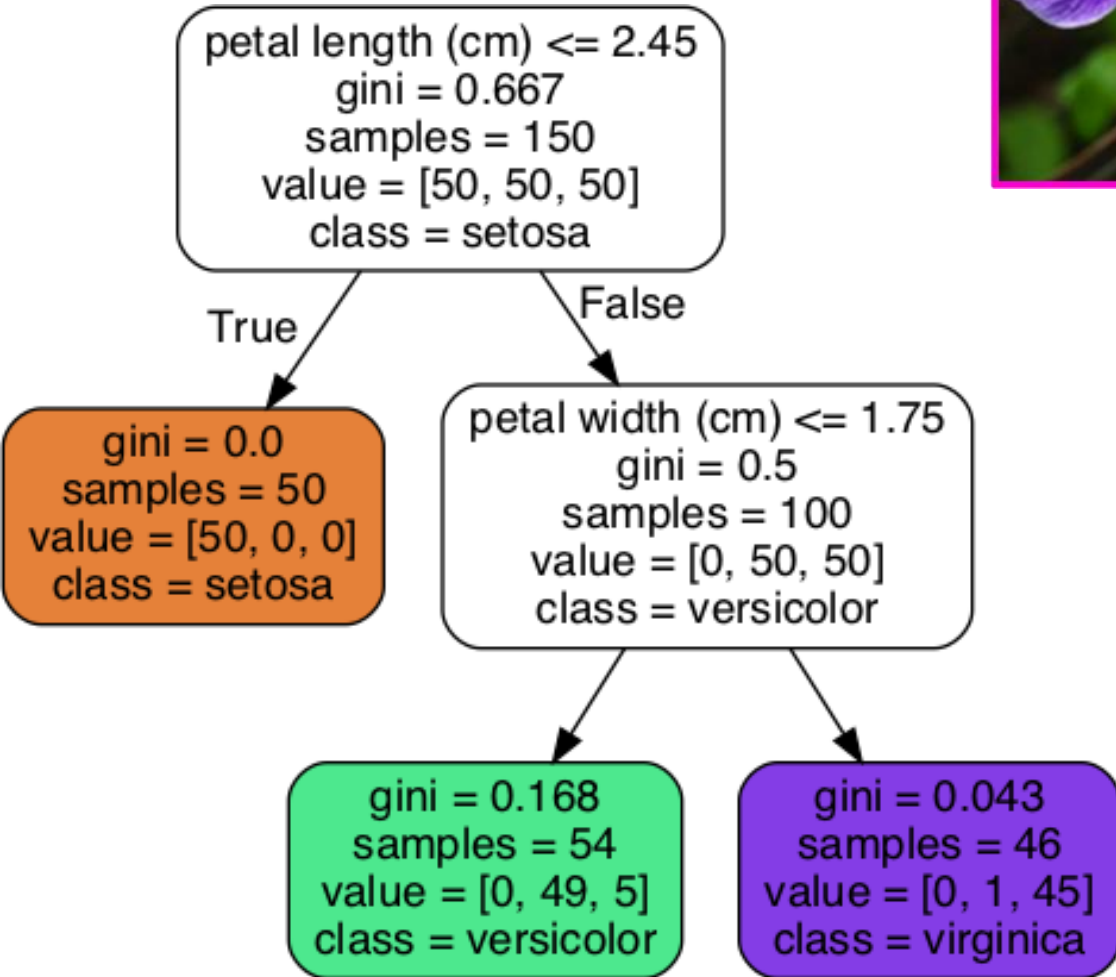 petal length (cm) <= 2.45
gini = 0.667
samples = 150
value = [50, 50, 50]
class = setosa
True
False
gini = 0.0
samples = 50
value = [50, 0, 0]
class = setosa
petal width (cm) <= 1.75
gini = 0.5
samples = 100
value = [0, 50, 50]
class = versicolor
gini = 0.168
samples = 54
value = [0, 49, 5]
class = versicolor
gini = 0.043
samples = 46
value = [0, 1, 45]
class = virginica